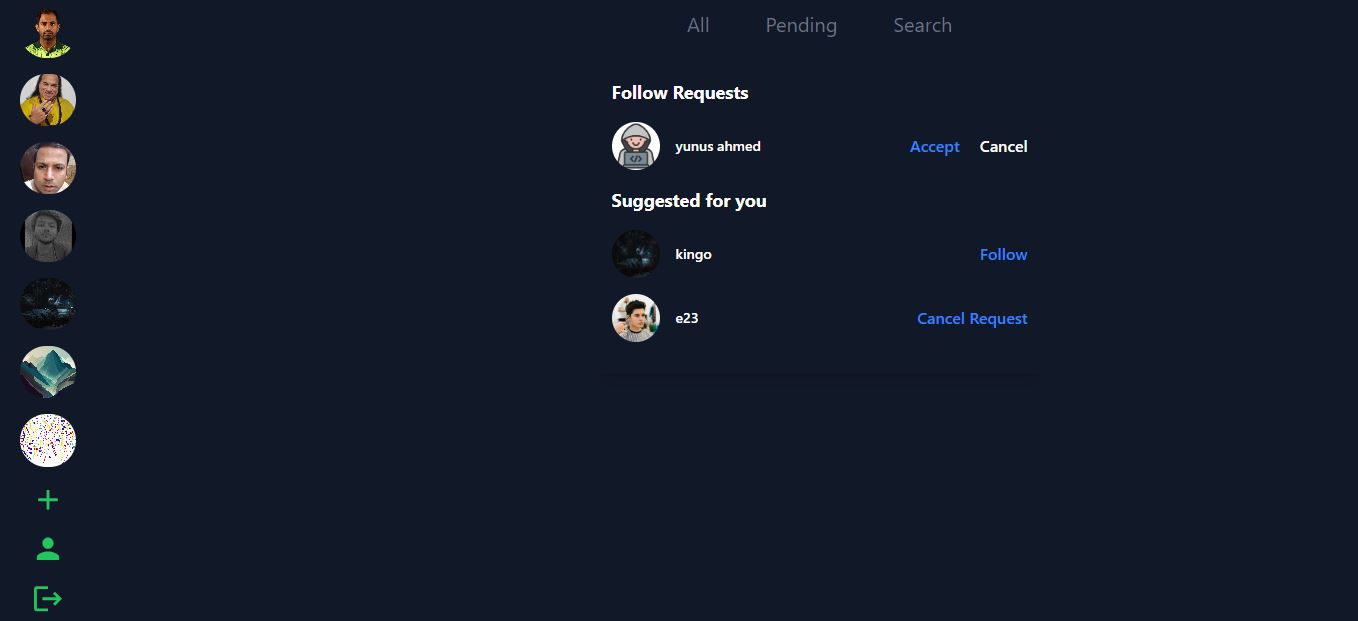 All Pending Search
Follow Requests
yunus ahmed Accept Cancel
Suggested for you
kingo Follow
e23 Cancel Request